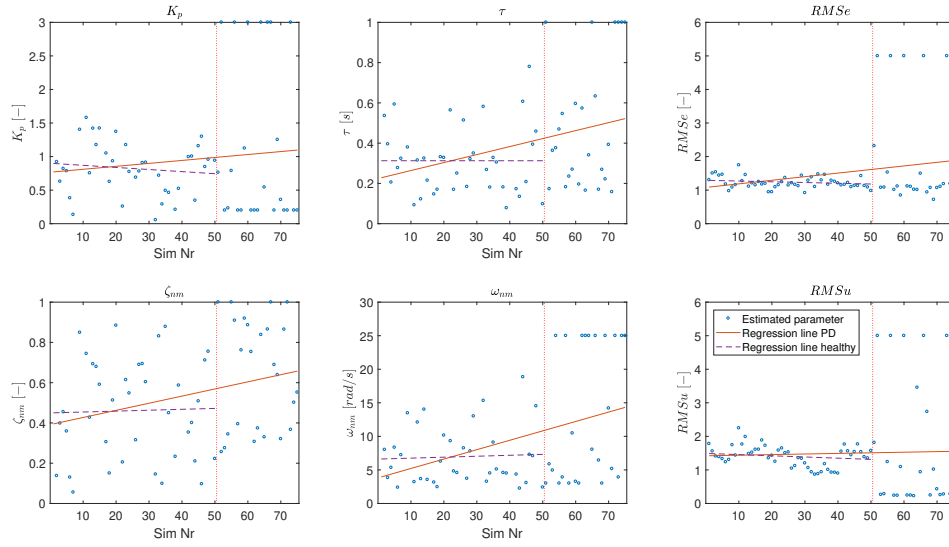 K_p
τ
RMSe
3
2.5
2
1.5
1
0.5
0
K_p [−]
10 20 30 40 50 60 70
Sim Nr
1
0.8
0.6
0.4
0.2
0
τ [s]
10 20 30 40 50 60 70
Sim Nr
6
5
4
3
2
1
0
RMSe [−]
10 20 30 40 50 60 70
ζ_nm
ω_nm
RMSu
1
0.8
0.6
0.4
0.2
0
ζ_nm [−]
10 20 30 40 50 60 70
Sim Nr
30
25
20
15
10
5
0
ω_nm [rad/s]
10 20 30 40 50 60 70
Sim Nr
6
5
4
3
2
1
0
RMSu [−]
Estimated parameter
Regression line PD
Regression line healthy
10 20 30 40 50 60 70